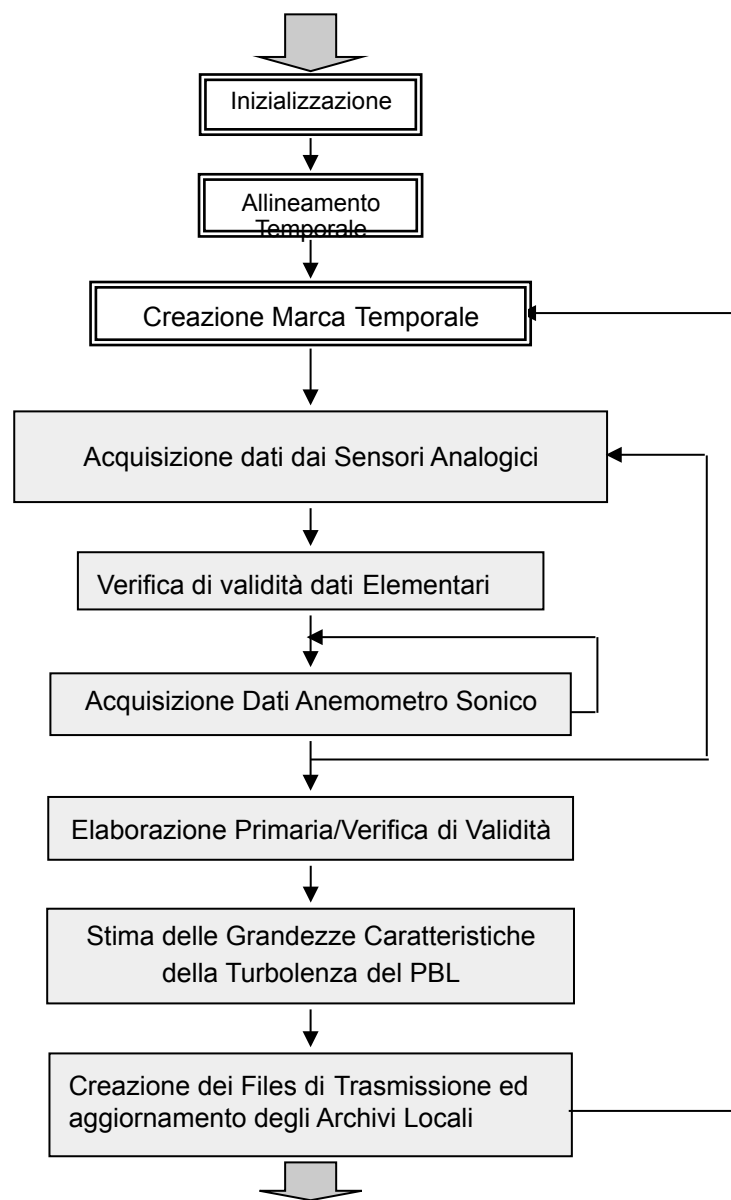 Inizializzazione
Allineamento
Temporale
Creazione Marca Temporale
Acquisizione dati dai Sensori Analogici
Verifica di validità dati Elementari
Acquisizione Dati Anemometro Sonico
Elaborazione Primaria/Verifica di Validità
Stima delle Grandezze Caratteristiche
della Turbolenza del PBL
Creazione dei Files di Trasmissione ed
aggiornamento degli Archivi Locali